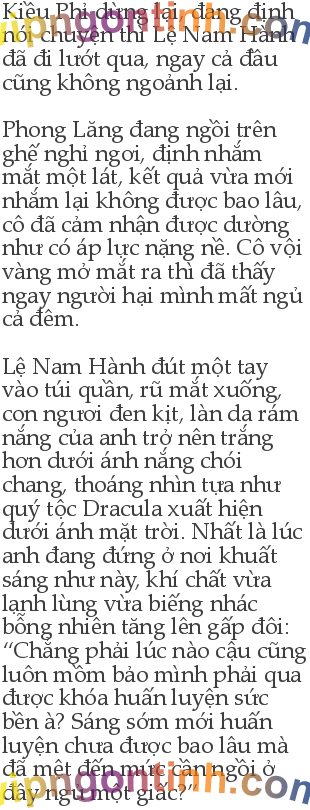 Kiều Phỉ dừng lại, đang định
nói chuyện thì Lệ Nam Hành
đã đi lướt qua, ngay cả đầu
cũng không ngoảnh lại.
Phong Lăng đang ngồi trên
ghế nghỉ ngơi, định nhắm
mắt một lát, kết quả vừa mới
nhắm lại không được bao lâu,
cô đã cảm nhận được dường
như có áp lực nặng nề. Cô vội
vàng mở mắt ra thì đã thấy
ngay người hại mình mất ngủ
cả đêm.
Lệ Nam Hành đút một tay
vào túi quần, rũ mắt xuống,
con ngươi đen kịt, làn da rám
nắng của anh trở nên trắng
hơn dưới ánh nắng chói
chang, thoáng nhìn tựa như
quý tộc Dracula xuất hiện
dưới ánh mặt trời. Nhất là lúc
anh đang đứng ở nơi khuất
sáng như này, khí chất vừa
lạnh lùng vừa biếng nhác
bỗng nhiên tăng lên gấp đôi:
“Chẳng phải lúc nào cậu cũng
luôn mồm bảo mình phải qua
được khóa huấn luyện sức
bền à? Sáng sớm mới huấn
luyện chưa được bao lâu mà
đã mệt đến mức cần ngồi ở
đây ngủ một giấc?”
vipngontinh.com